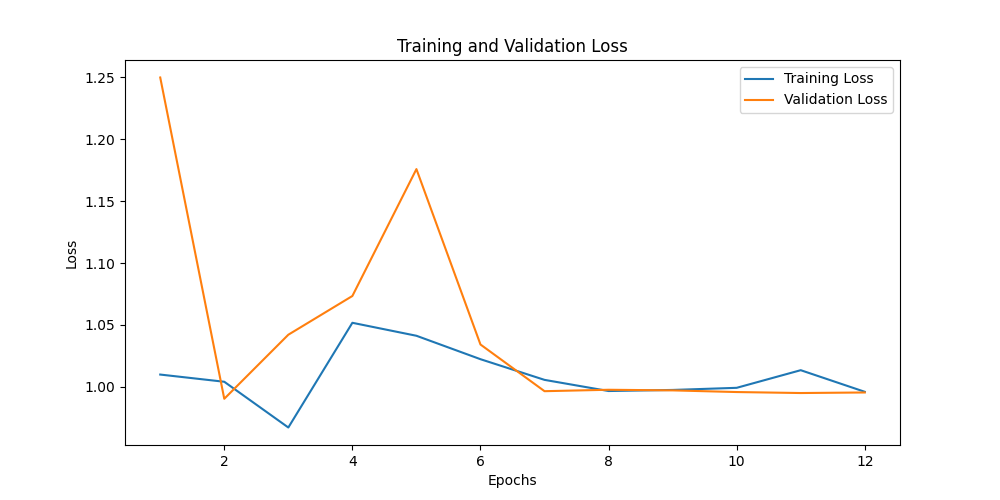 Training and Validation Loss
Training Loss
Validation Loss
1.25
1.20
1.15
1.10
1.05
1.00
Loss
2 4 6 8 10 12
Epochs